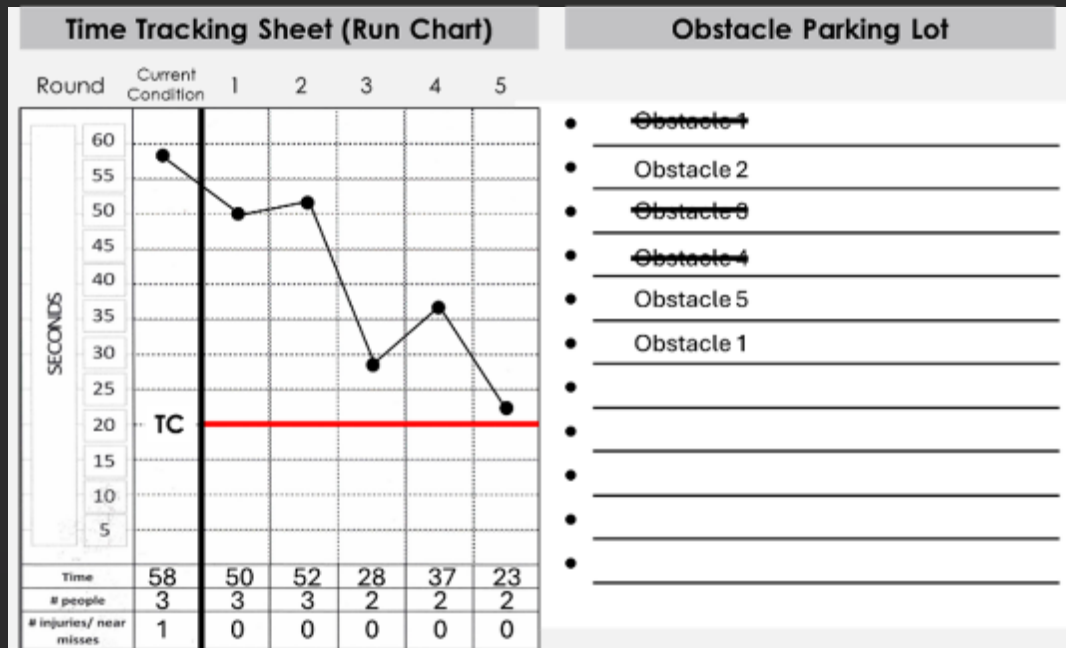 Time Tracking Sheet (Run Chart)
Round Current Condition 1 2 3 4 5
SECONDS
60
55
50
45
40
35
30
25
TC
20
15
10
5
Time 58 50 52 28 37 23
# people 3 3 3 2 2 2
# injuries/ near misses 1 0 0 0 0 0
Obstacle Parking Lot
Obstacle 1
Obstacle 2
Obstacle 3
Obstacle 4
Obstacle 5
Obstacle 1